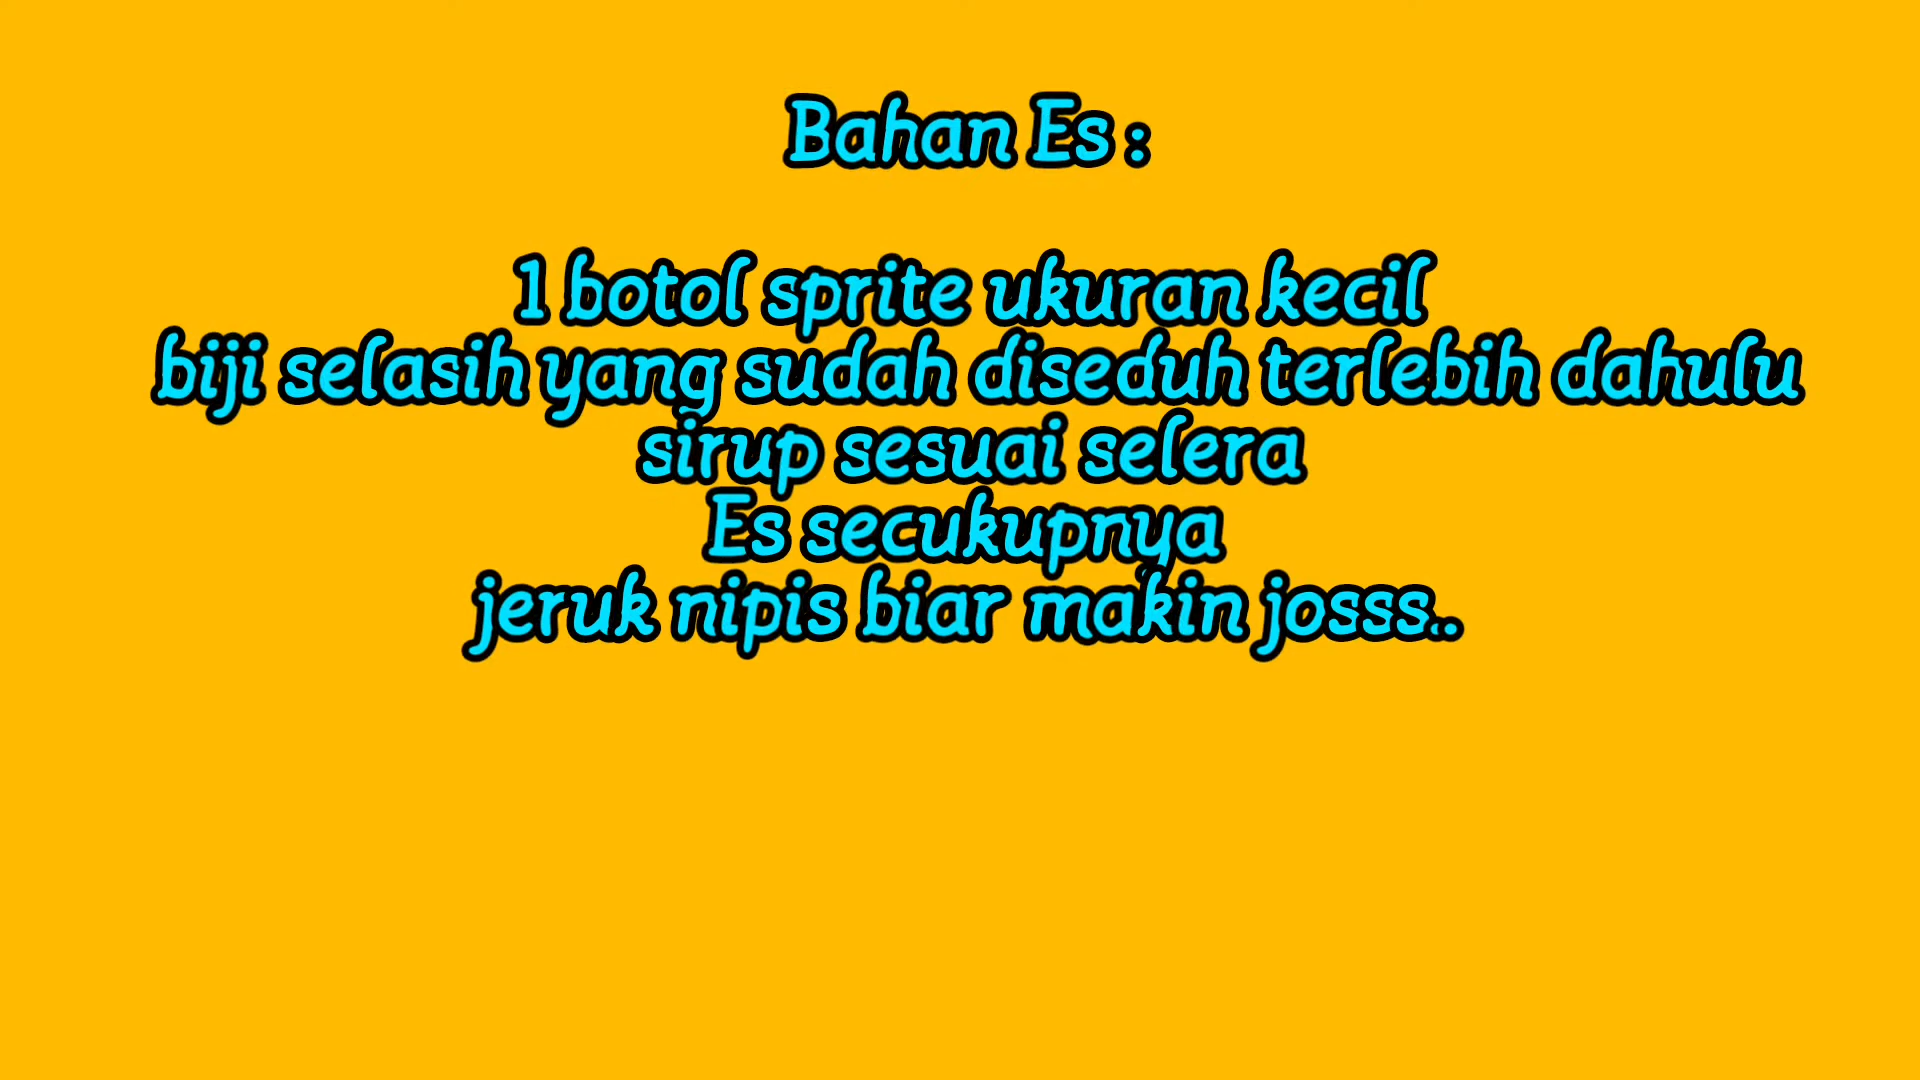 Bahan Es :
1 botol sprite ukuran kecil
biji selasih yang sudah diseduh terlebih dahulu
sirup sesuai selera
Es secukupnya
jeruk nipis biar makin josss..